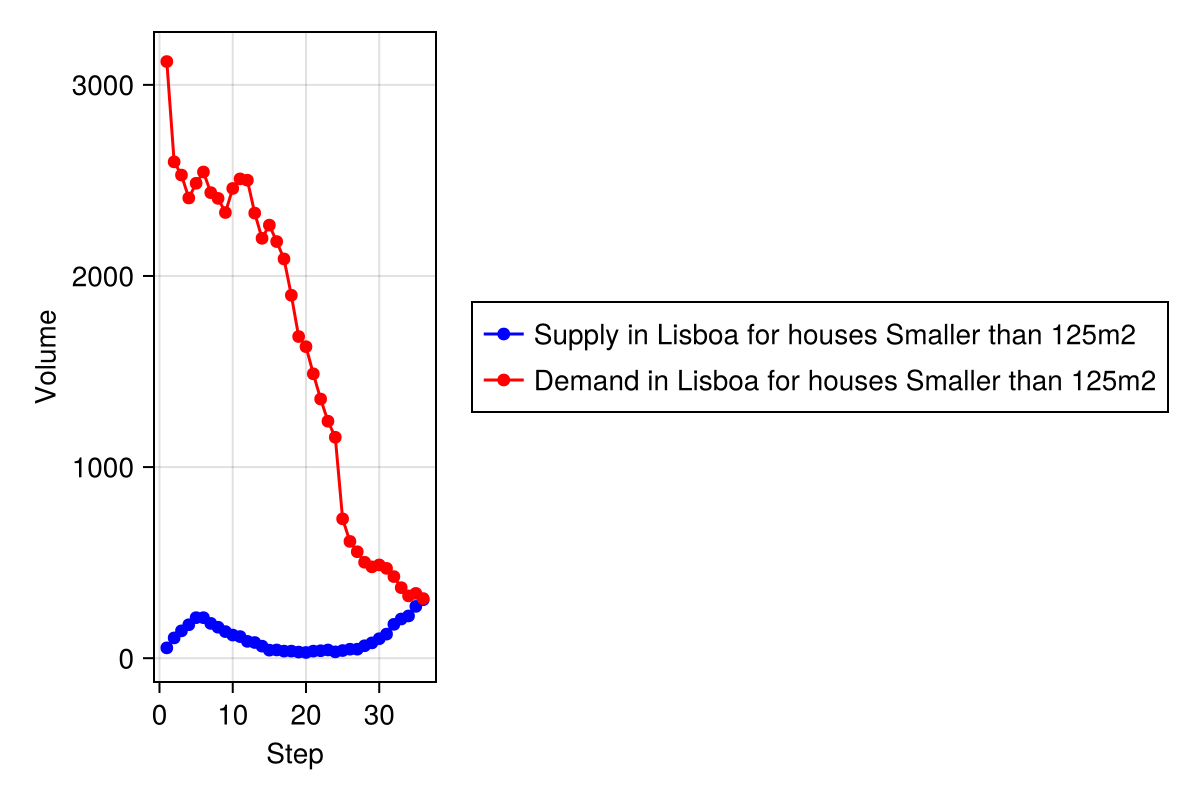 3000
2000
1000
0
Volume
0 10 20 30
Step
Supply in Lisboa for houses Smaller than 125m2
Demand in Lisboa for houses Smaller than 125m2